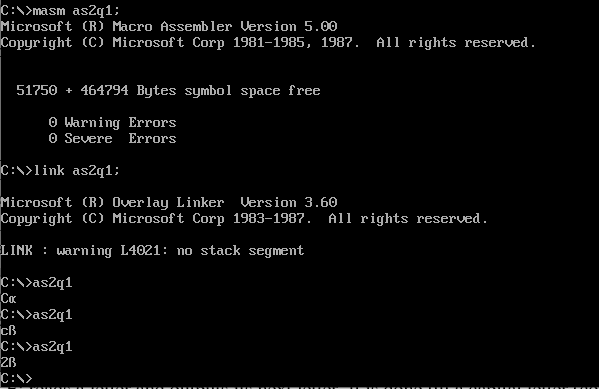 C:\>masm as2q1;
Microsoft (R) Macro Assembler Version 5.00
Copyright (C) Microsoft Corp 1981-1985, 1987.  All rights reserved.
51750 + 464794 Bytes symbol space free
0 Warning Errors
0 Severe  Errors
C:\>link as2q1;
Microsoft (R) Overlay Linker  Version 3.60
Copyright (C) Microsoft Corp 1983-1987.  All rights reserved.
LINK : warning L4021: no stack segment
C:\>as2q1
Cα
C:\>as2q1
cß
C:\>as2q1
2ß
C:\>